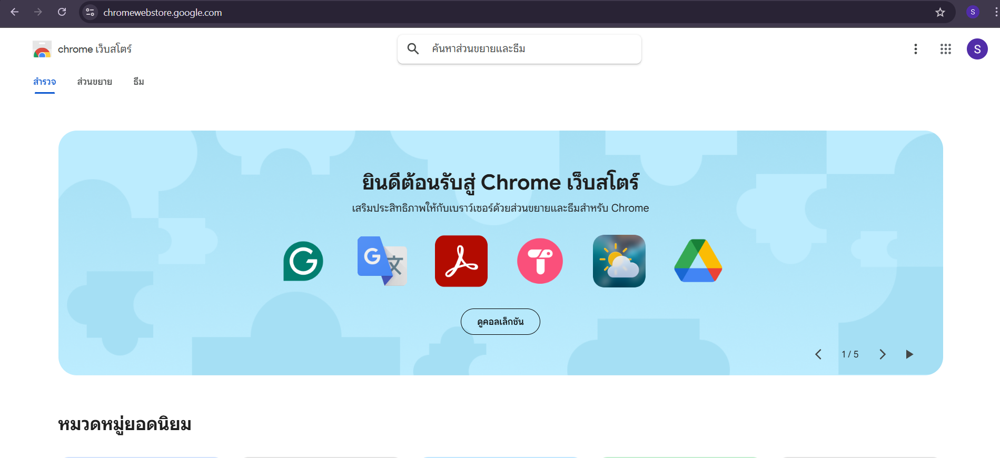 chromewebstore.google.com
S
chrome เว็บสโตร์
ค้นหาส่วนขยายและธีม
S
สำรวจ
ส่วนขยาย
ธีม
ยินดีต้อนรับสู่ Chrome เว็บสโตร์
เสริมประสิทธิภาพให้กับเบราว์เซอร์ด้วยส่วนขยายและธีมสำหรับ Chrome
ดูคอลเล็กชัน
1 / 5
หมวดหมู่ยอดนิยม